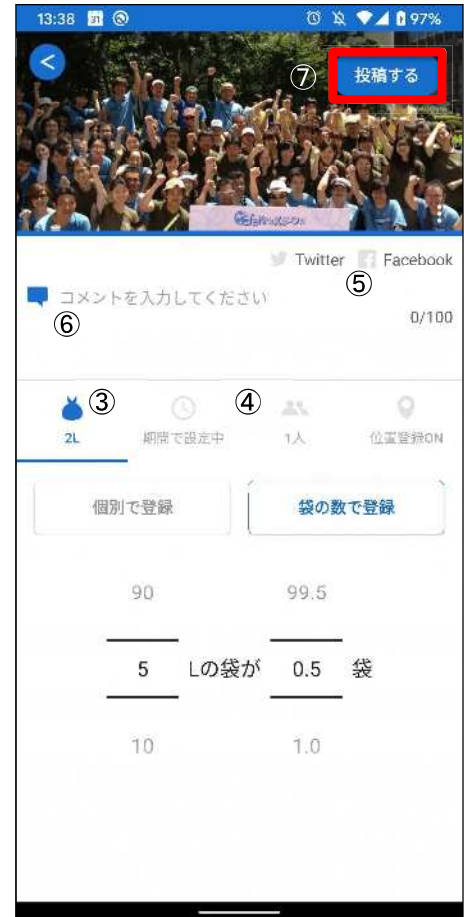 13:38 31 97%
⑦ 投稿する
Twitter Facebook
⑤
コメントを入力してください
⑥ 0/100
③ ④
2L 期間で設定中 1人 位置登録ON
個別で登録 袋の数で登録
90 99.5
5 Lの袋が 0.5 袋
10 1.0